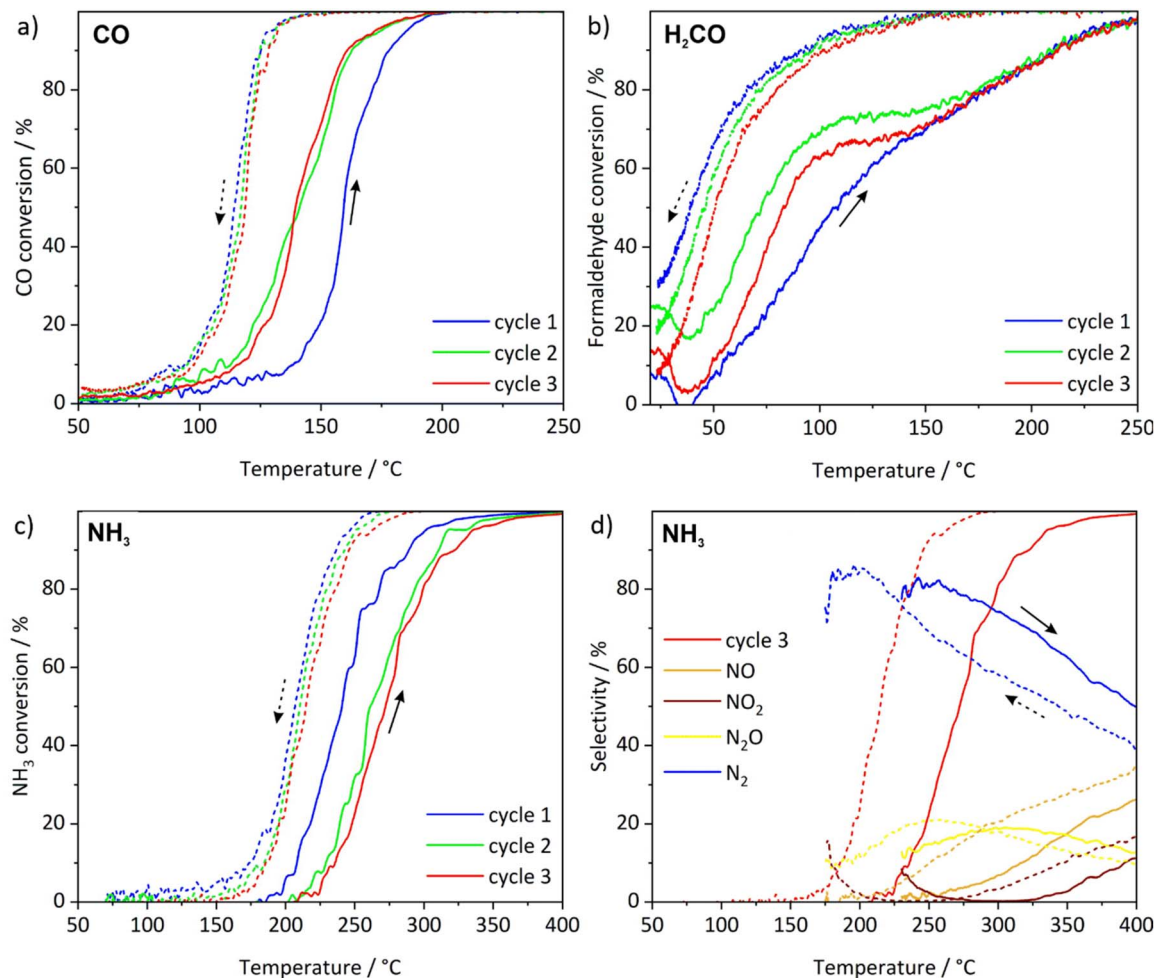 a)
CO
CO conversion / %
80
60
40
20
0
50
100
150
200
250
Temperature / °C
cycle 1
cycle 2
cycle 3
b)
H₂CO
Formaldehyde conversion / %
80
60
40
20
0
50
100
150
200
250
Temperature / °C
cycle 1
cycle 2
cycle 3
c)
NH₃
NH₃ conversion / %
80
60
40
20
0
50
100
150
200
250
300
350
400
Temperature / °C
cycle 1
cycle 2
cycle 3
d)
NH₃
Selectivity / %
80
60
40
20
0
50
100
150
200
250
300
350
400
Temperature / °C
cycle 3
NO
NO₂
N₂O
N₂